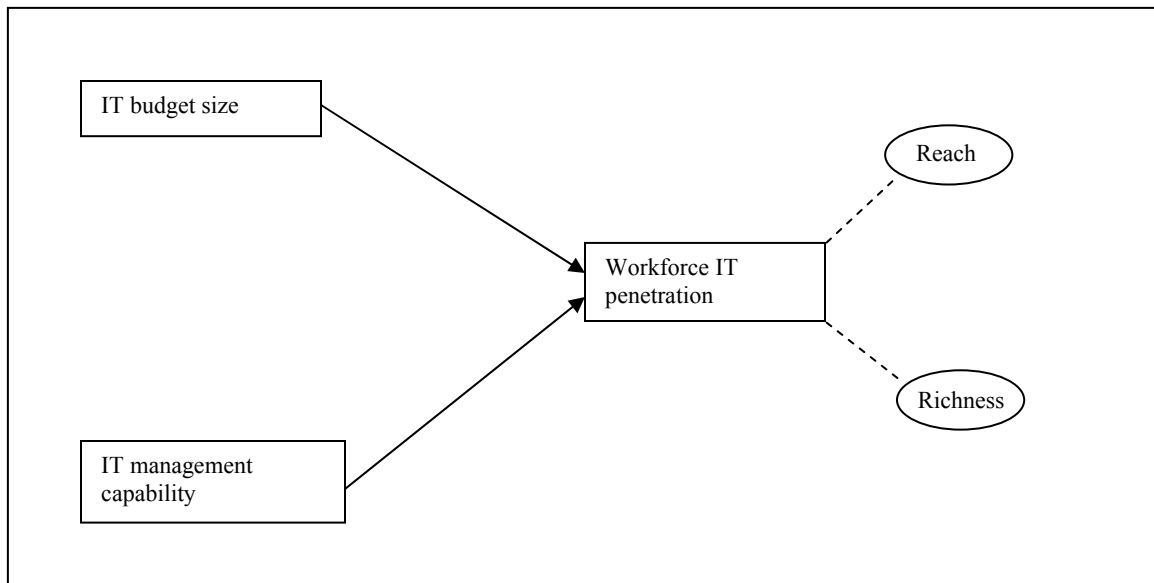 IT budget size
Reach
Workforce IT
penetration
Richness
IT management
capability